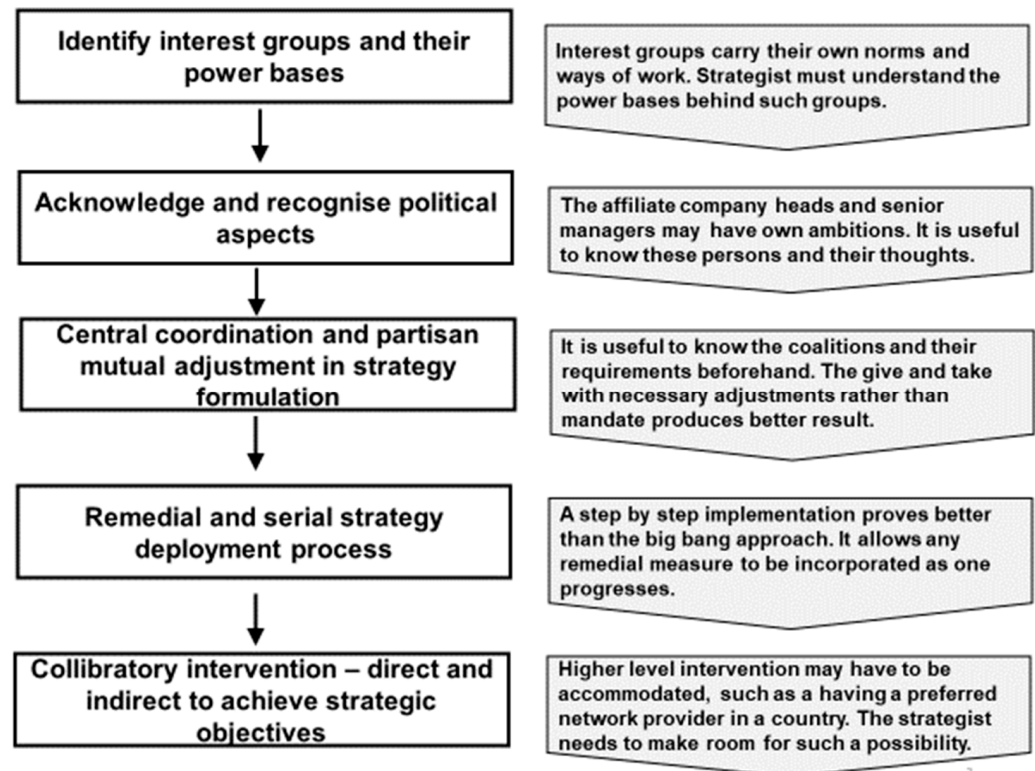 Identify interest groups and their
power bases
Interest groups carry their own norms and
ways of work. Strategist must understand the
power bases behind such groups.
Acknowledge and recognise political
aspects
The affiliate company heads and senior
managers may have own ambitions. It is useful
to know these persons and their thoughts.
Central coordination and partisan
mutual adjustment in strategy
formulation
It is useful to know the coalitions and their
requirements beforehand. The give and take
with necessary adjustments rather than
mandate produces better result.
Remedial and serial strategy
deployment process
A step by step implementation proves better
than the big bang approach. It allows any
remedial measure to be incorporated as one
progresses.
Collibratory intervention – direct and
indirect to achieve strategic
objectives
Higher level intervention may have to be
accommodated, such as a having a preferred
network provider in a country. The strategist
needs to make room for such a possibility.